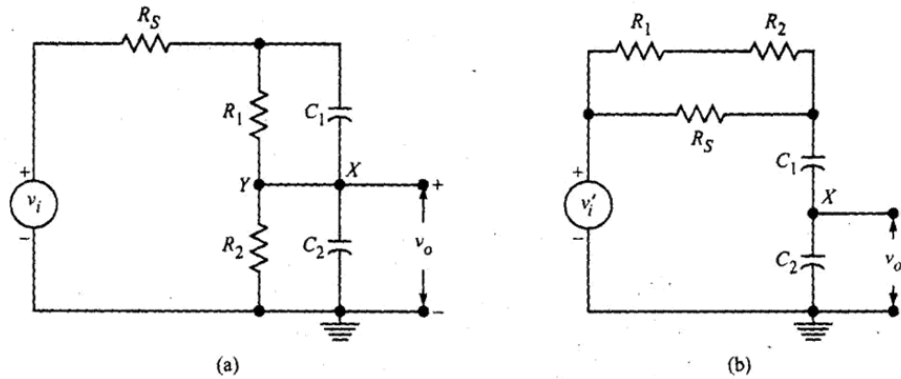 R_S
R_1
C_1
Y
X
+
+
v_i
−
R_2
C_2
v_o
−
(a)
R_1
R_2
R_S
C_1
+
v_i′
−
X
C_2
v_o
(b)